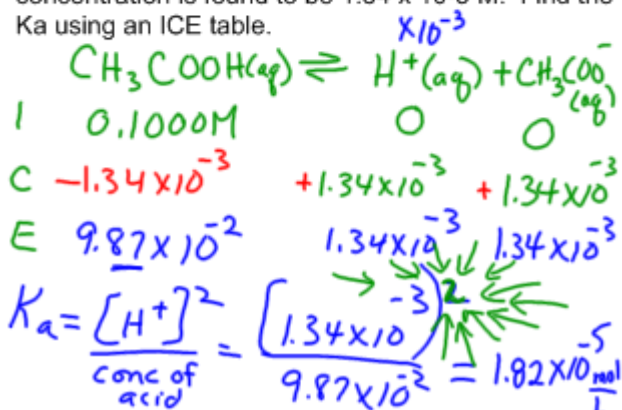 concentration is found to be 1.34 x 10-3 M. Find the
Ka using an ICE table.
x10⁻³
CH₃COOH(aq) ⇌ H⁺(aq) + CH₃COO⁻(aq)
I 0.1000M 0 0
C -1.34x10⁻³ +1.34x10⁻³ +1.34x10⁻³
E 9.87x10⁻² 1.34x10⁻³ 1.34x10⁻³
Ka = [H⁺]² / conc of acid = (1.34x10⁻³)² / 9.87x10⁻² = 1.82x10⁻⁵ mol/L